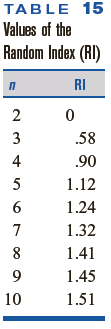 TABLE 15
Values of the
Random Index (RI)
n RI
2 0
3 .58
4 .90
5 1.12
6 1.24
7 1.32
8 1.41
9 1.45
10 1.51